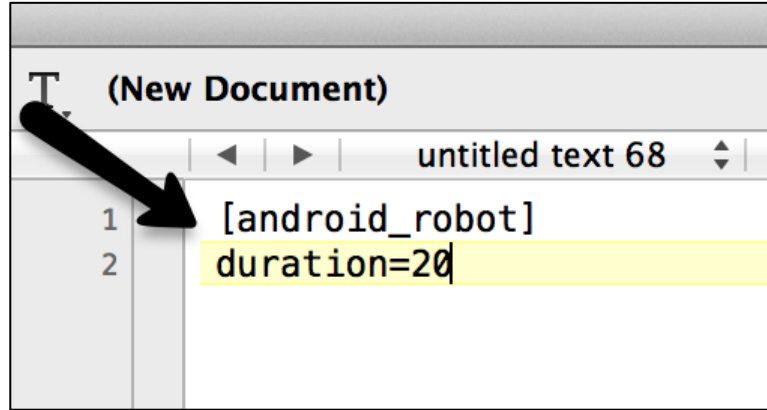 T
(New Document)
untitled text 68
1 [android_robot]
2 duration=20